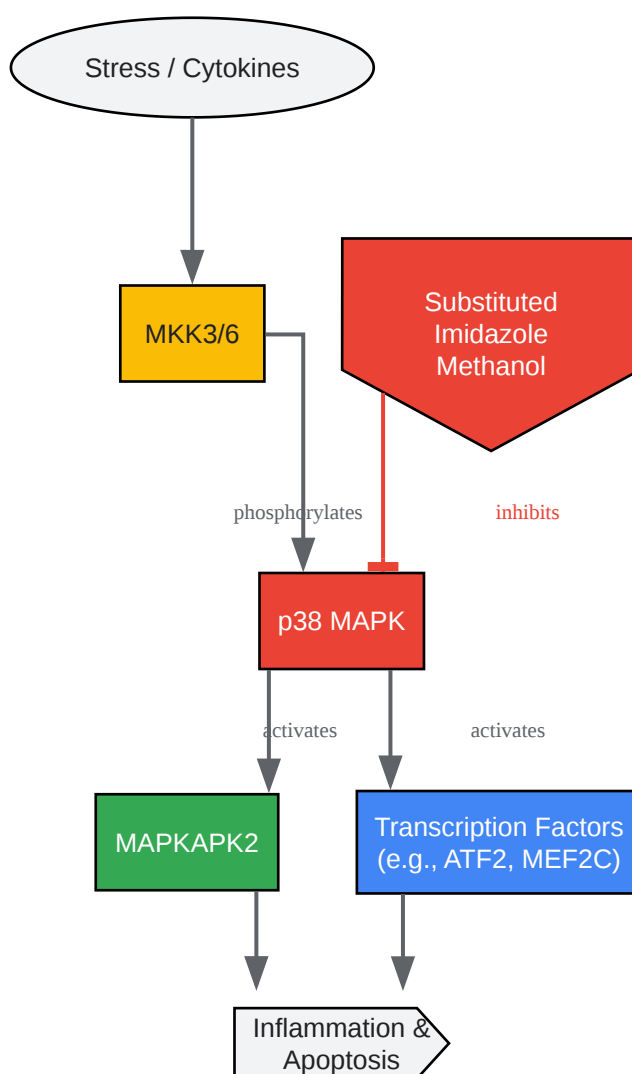 Stress / Cytokines
MKK3/6
Substituted
Imidazole
Methanol
phosphorylates
inhibits
p38 MAPK
activates
activates
MAPKAPK2
Transcription Factors
(e.g., ATF2, MEF2C)
Inflammation &
Apoptosis